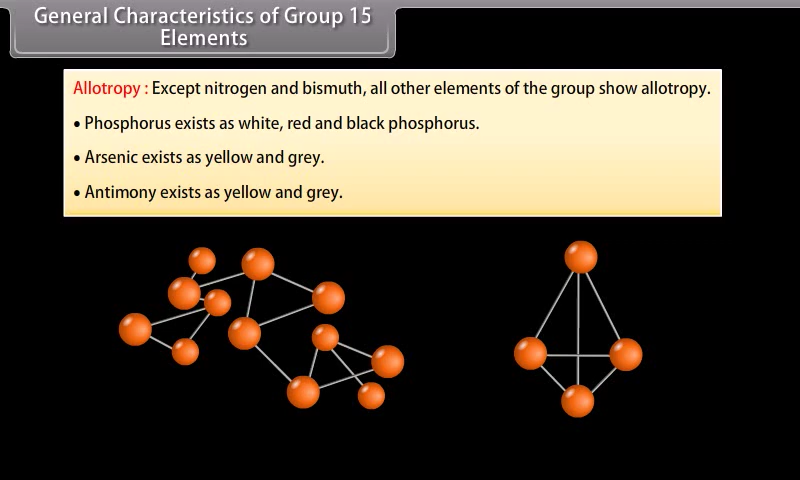 General Characteristics of Group 15
Elements
Allotropy : Except nitrogen and bismuth, all other elements of the group show allotropy.
• Phosphorus exists as white, red and black phosphorus.
• Arsenic exists as yellow and grey.
• Antimony exists as yellow and grey.